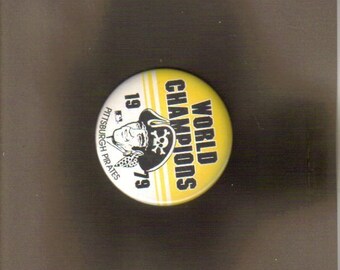 WORLD
CHAMPIONS
19 79
PITTSBURGH PIRATES